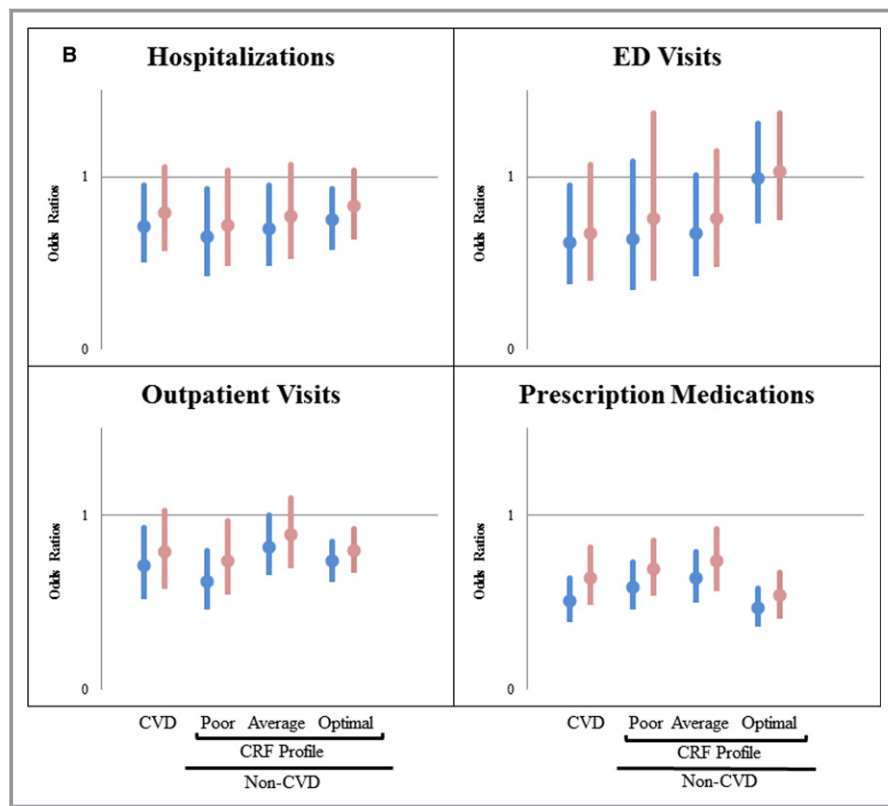 B
Hospitalizations
Odds Ratios
1
0
ED Visits
Odds Ratios
1
0
Outpatient Visits
Odds Ratios
1
0
Prescription Medications
Odds Ratios
1
0
CVD Poor Average Optimal
CRF Profile
Non-CVD
CVD Poor Average Optimal
CRF Profile
Non-CVD